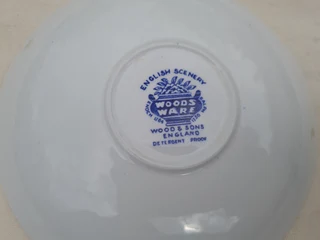 ENGLISH SCENERY
WOODS
WARE
WOOD & SONS
ENGLAND
DETERGENT PROOF